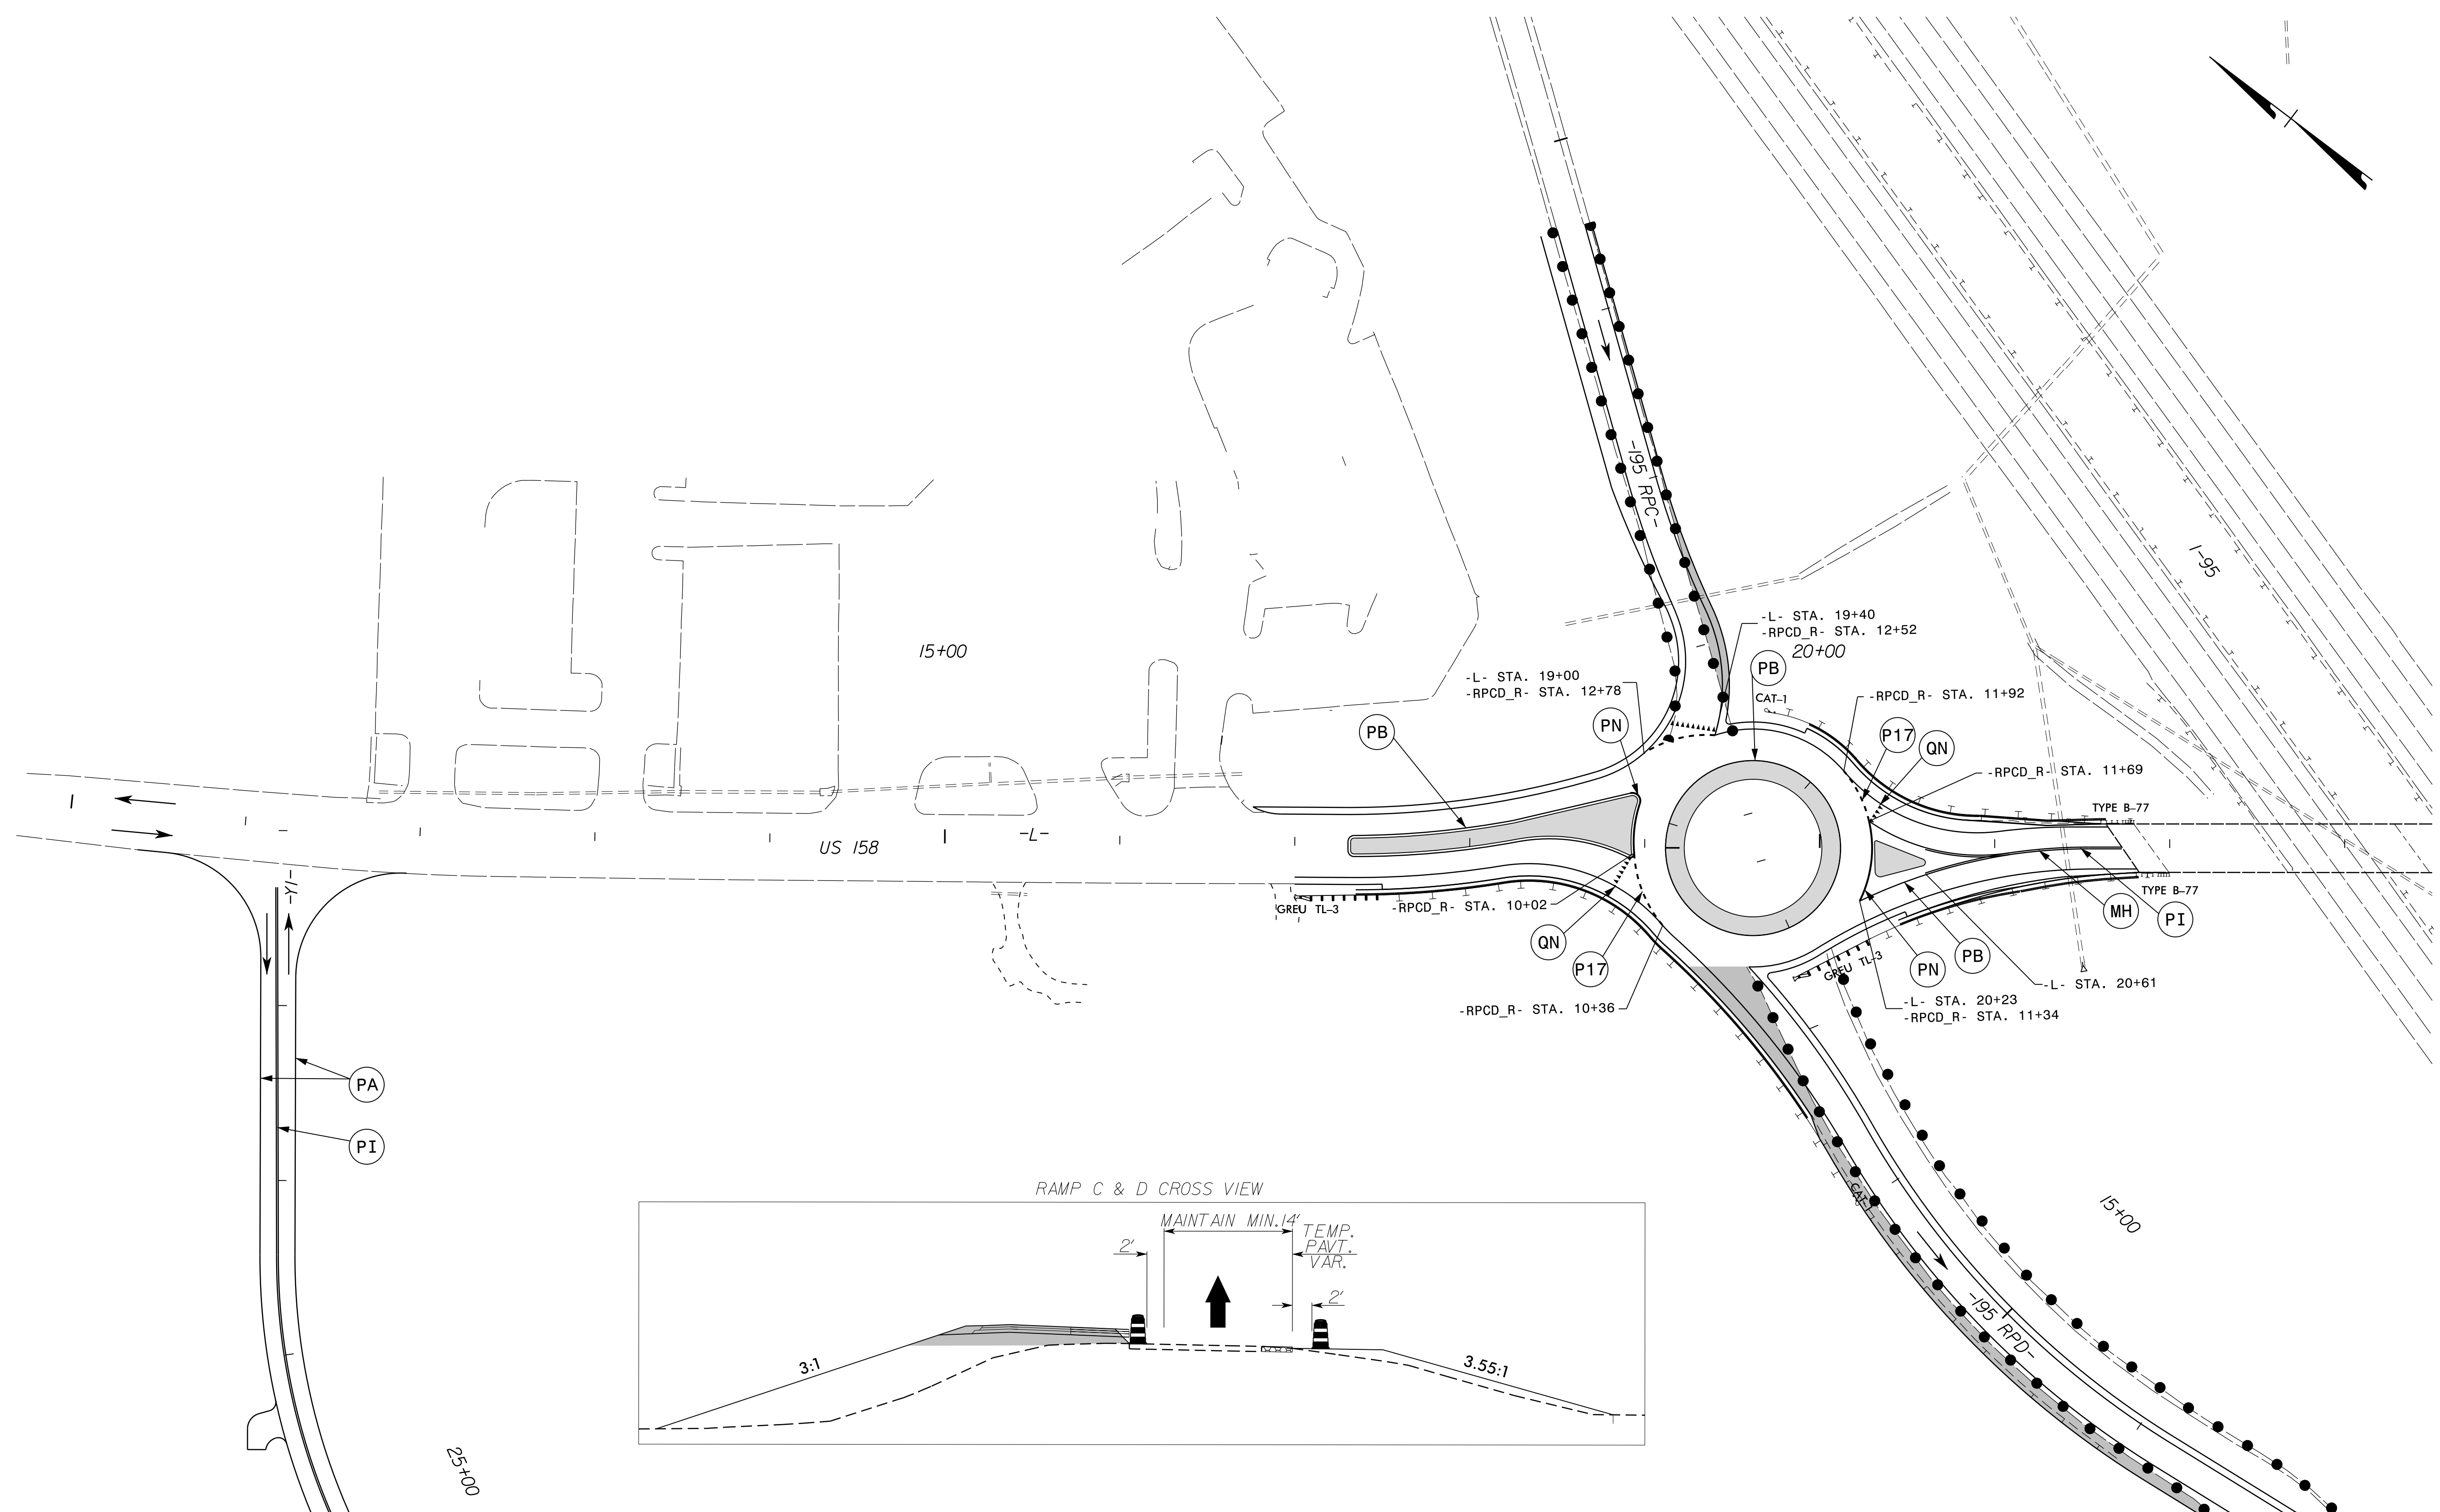 -I95 RPC-
I-95
-L- STA. 19+40
-RPCD_R- STA. 12+52
15+00
20+00
PB
-L- STA. 19+00
-RPCD_R- STA. 12+78
-RPCD_R- STA. 11+92
CAT-1
PN
PB
P17
QN
-RPCD_R- STA. 11+69
TYPE B-77
-L-
US 158
-Y1-
TYPE B-77
GREU TL-3
-RPCD_R- STA. 10+02
MH
PI
QN
P17
GREU TL-3
PN
PB
-L- STA. 20+61
-L- STA. 20+23
-RPCD_R- STA. 11+34
-RPCD_R- STA. 10+36
PA
PI
CAT-1
15+00
RAMP C & D CROSS VIEW
MAINTAIN MIN. 14'
TEMP.
PAVT.
VAR.
2'
2'
3:1
3.55:1
-I95 RPD-
25+00